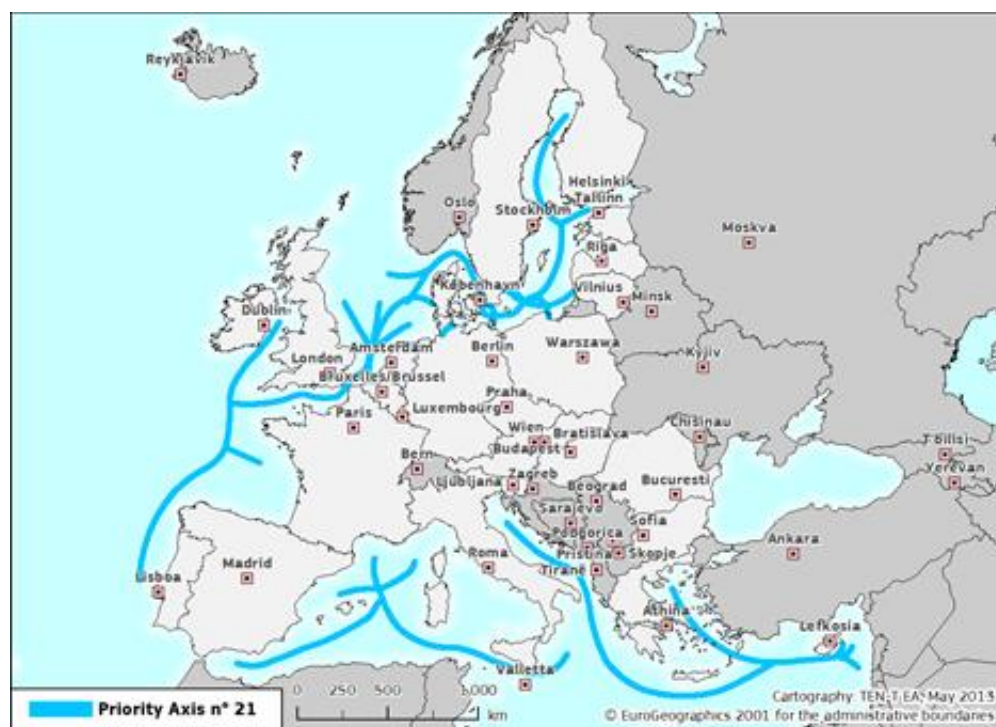 Reykjavik
Helsinki
Tallinn
Oslo
Stockholm
Moskva
Riga
København
Vilnius
Minsk
Dublin
London
Amsterdam
Berlin
Warszawa
Kyjiv
Bruxelles/Brussel
Praha
Paris
Luxembourg
Chisinau
Wien
Bratislava
Budapest
Bern
T'bilisi
Yerevan
Ljubljana
Zagreb
Beograd
Bucuresti
Sarajevo
Sofia
Podgorica
Ankara
Roma
Pristina
Skopje
Madrid
Tiranë
Lisboa
Athina
Lefkosia
Valletta
Priority Axis n° 21
0 250 500 1000
km
Cartography: TEN-T EA, May 2013
© EuroGeographics 2001 for the administrative boundaries